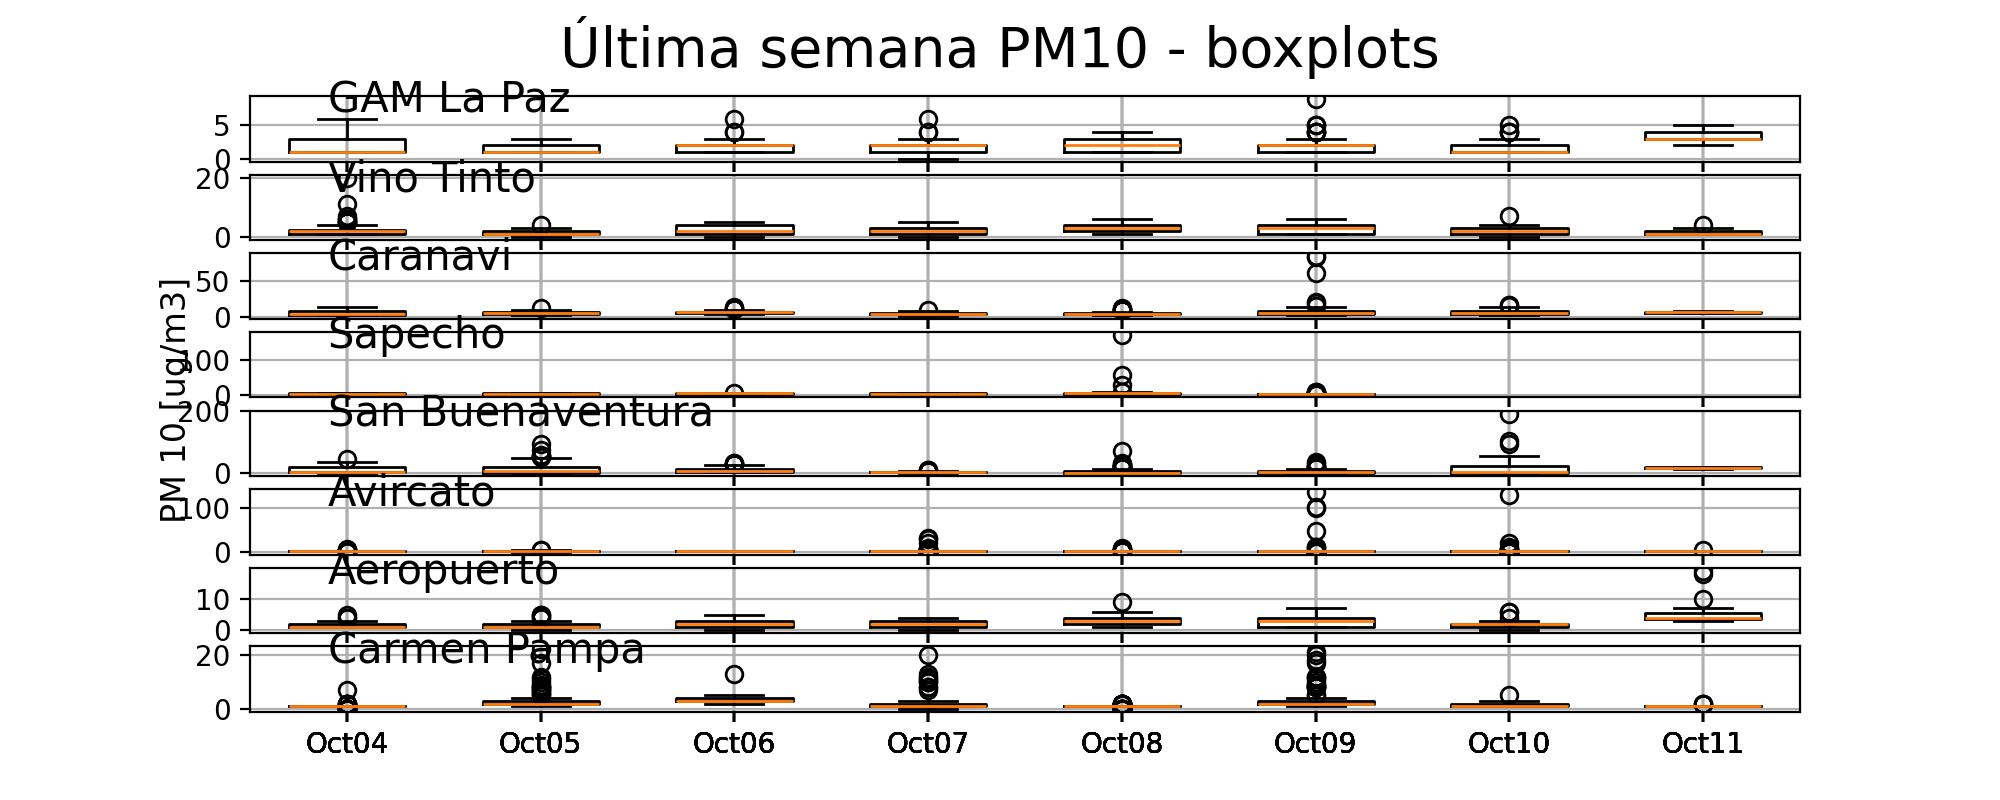 Última semana PM10 - boxplots
GAM La Paz
5
0
Vino Tinto
20
0
Caranavi
50
0
PM 10 [ug/m3]
Sapecho
100
0
San Buenaventura
200
0
Avircato
100
0
Aeropuerto
10
0
Carmen Pampa
20
0
Oct04 Oct05 Oct06 Oct07 Oct08 Oct09 Oct10 Oct11